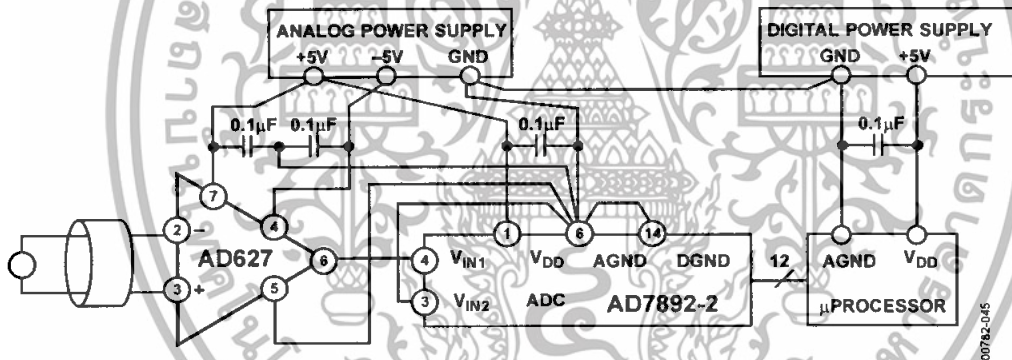 ANALOG POWER SUPPLY
+5V –5V GND
DIGITAL POWER SUPPLY
GND +5V
0.1µF 0.1µF 0.1µF 0.1µF
7
4
2 –
AD627
6
3 +
5
1 6 14
4 VIN1 VDD AGND DGND
3 VIN2 ADC AD7892-2
12
AGND VDD
µPROCESSOR
00782-045